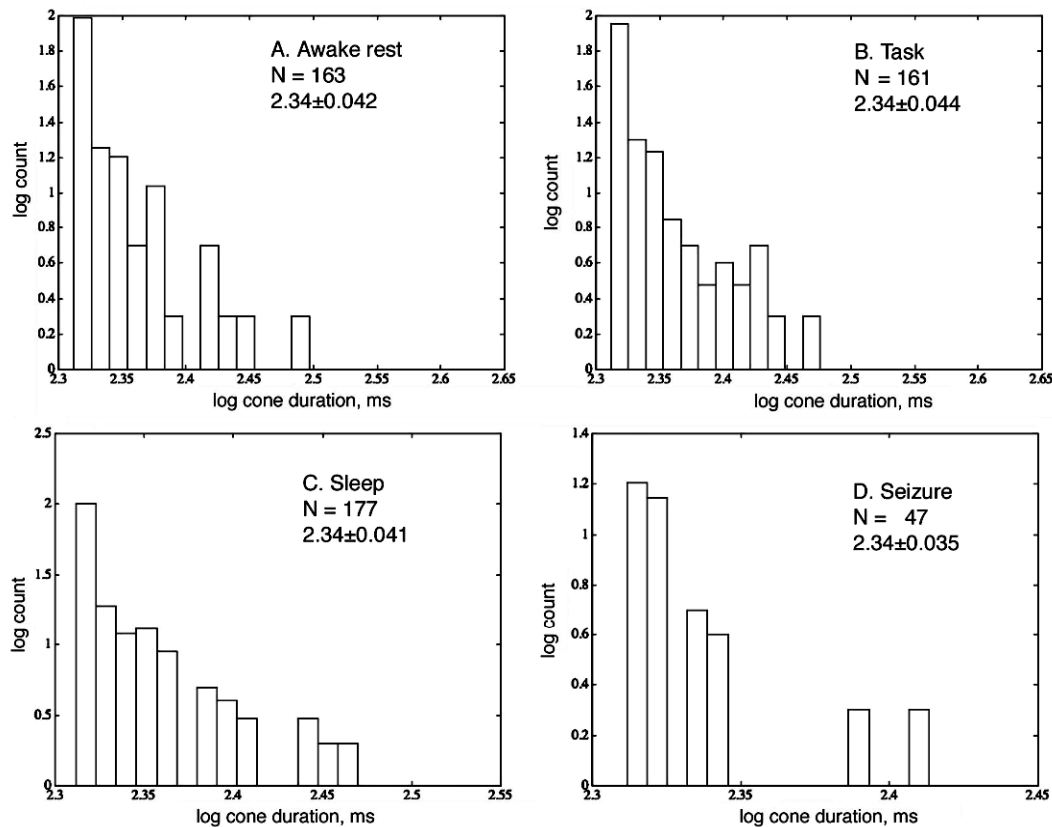 2
1.8
1.6
1.4
1.2
1
0.8
0.6
0.4
0.2
0
log count
A. Awake rest
N = 163
2.34±0.042
2.3 2.35 2.4 2.45 2.5 2.55 2.6 2.65
log cone duration, ms
2
1.8
1.6
1.4
1.2
1
0.8
0.6
0.4
0.2
0
log count
B. Task
N = 161
2.34±0.044
2.3 2.35 2.4 2.45 2.5 2.55 2.6 2.65
log cone duration, ms
2.5
2
1.5
1
0.5
0
log count
C. Sleep
N = 177
2.34±0.041
2.3 2.35 2.4 2.45 2.5 2.55
log cone duration, ms
1.4
1.2
1
0.8
0.6
0.4
0.2
0
log count
D. Seizure
N = 47
2.34±0.035
2.3 2.35 2.4 2.45
log cone duration, ms